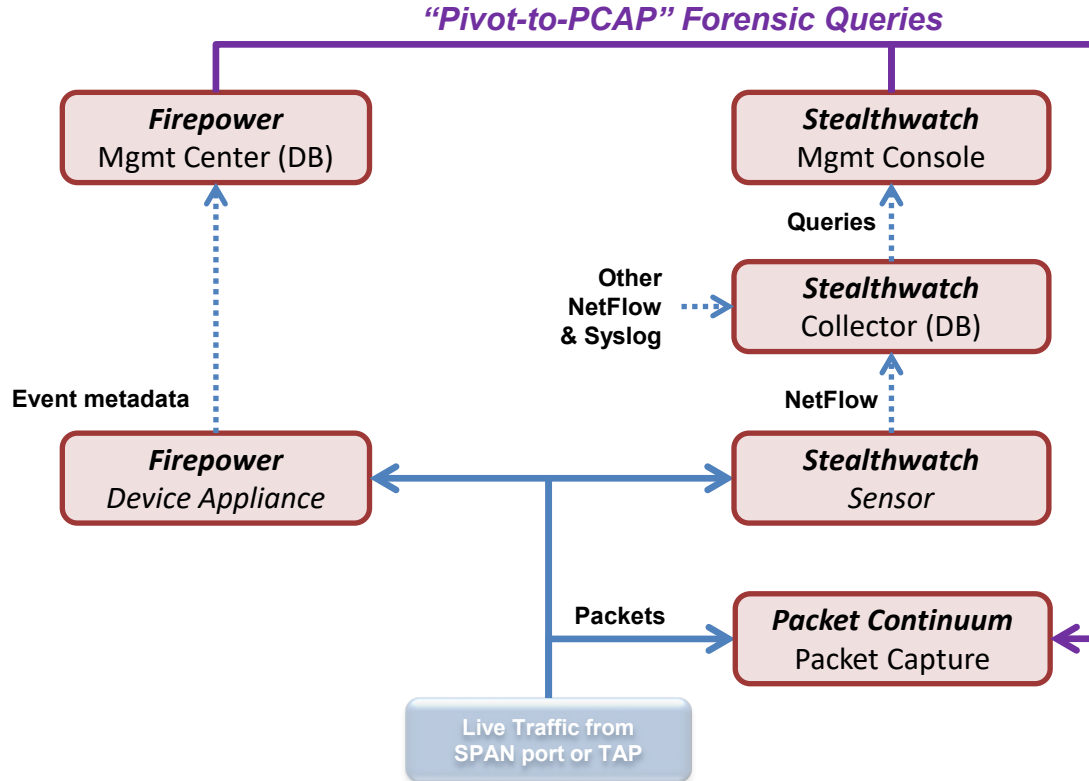 “Pivot-to-PCAP” Forensic Queries
Firepower
Mgmt Center (DB)
Stealthwatch
Mgmt Console
Queries
Other
NetFlow
& Syslog
Stealthwatch
Collector (DB)
Event metadata
NetFlow
Firepower
Device Appliance
Stealthwatch
Sensor
Packets
Packet Continuum
Packet Capture
Live Traffic from
SPAN port or TAP